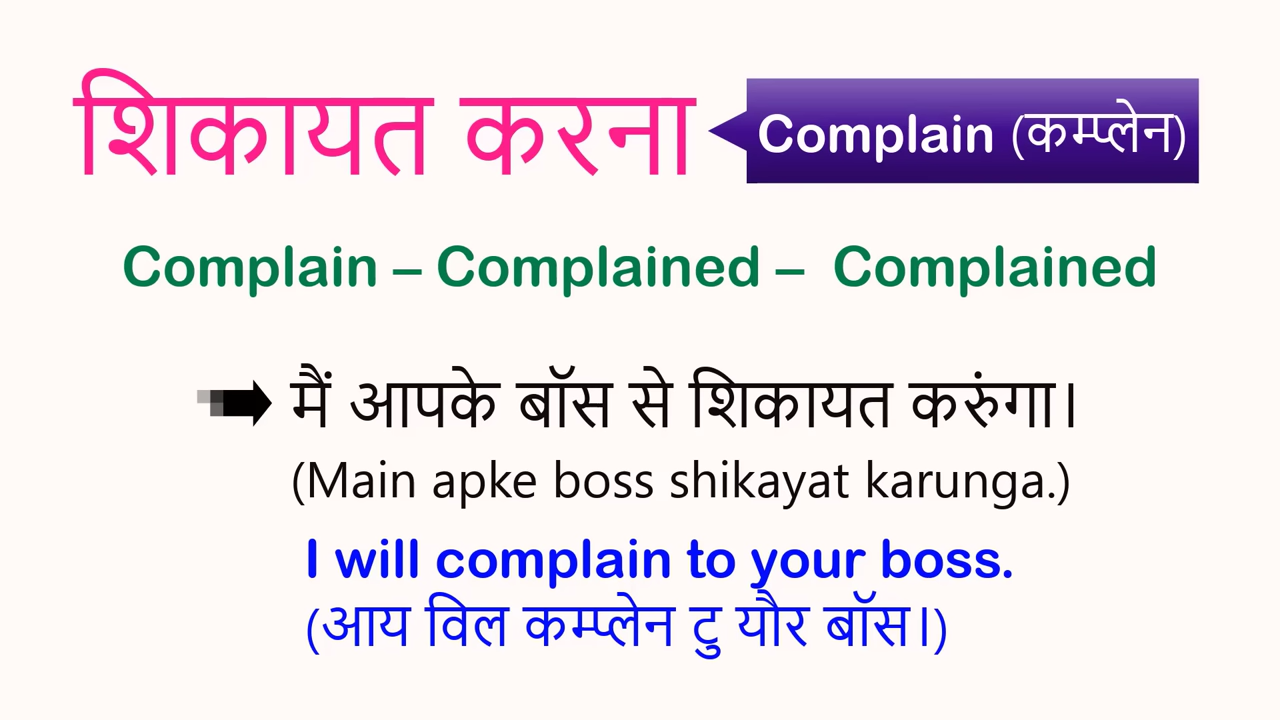 शिकायत करना
Complain (कम्प्लेन)
Complain – Complained – Complained
मैं आपके बॉस से शिकायत करुंगा।
(Main apke boss shikayat karunga.)
I will complain to your boss.
(आय विल कम्प्लेन टु यौर बॉस।)